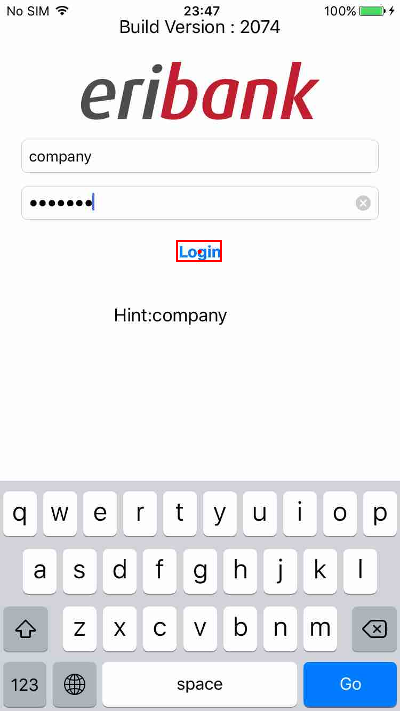 No SIM 23:47 100%
Build Version : 2074
eribank
company
●●●●●●●
Login
Hint:company
q w e r t y u i o p
a s d f g h j k l
z x c v b n m
123 space Go